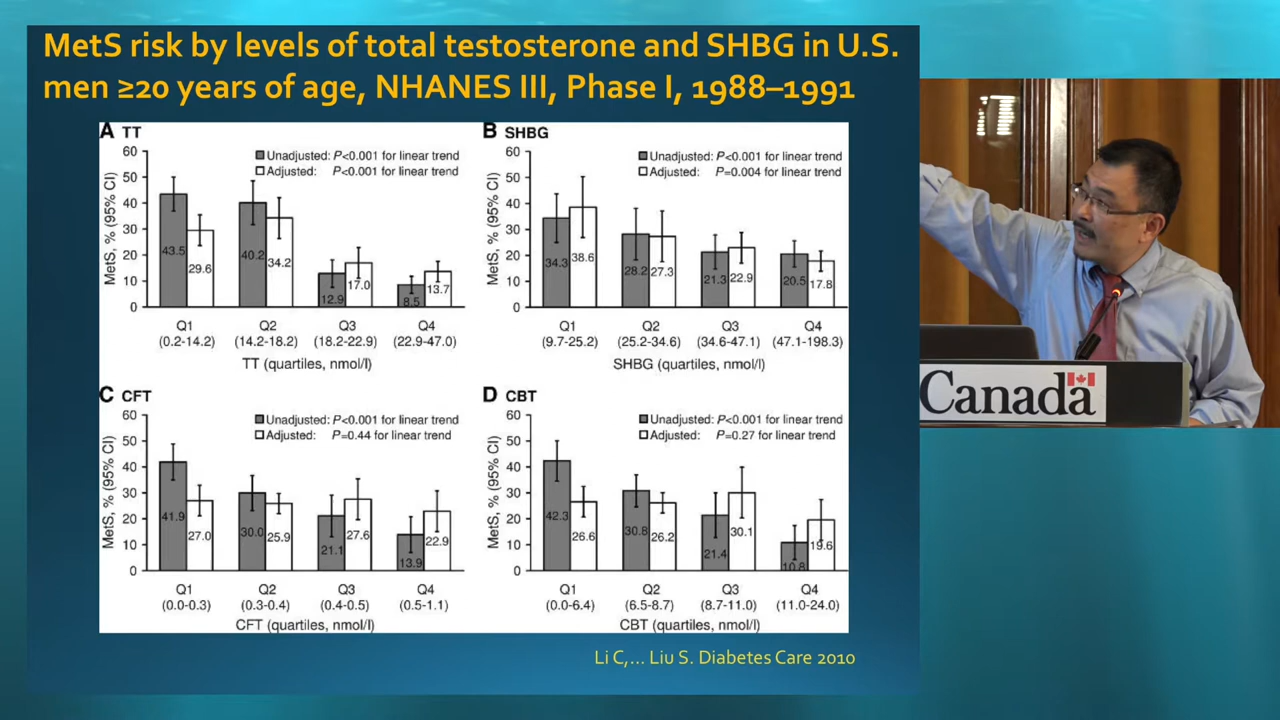 MetS risk by levels of total testosterone and SHBG in U.S.
men ≥20 years of age, NHANES III, Phase I, 1988–1991
A TT
MetS, % (95% CI)
60
50
40
30
20
10
0
Unadjusted: P<0.001 for linear trend
Adjusted: P<0.001 for linear trend
43.5
29.6
40.2
34.2
12.9
17.0
8.5
13.7
Q1 Q2 Q3 Q4
(0.2-14.2) (14.2-18.2) (18.2-22.9) (22.9-47.0)
TT (quartiles, nmol/l)
B SHBG
MetS, % (95% CI)
60
50
40
30
20
10
0
Unadjusted: P<0.001 for linear trend
Adjusted: P=0.004 for linear trend
34.3
38.6
28.2
27.3
21.3
22.9
20.5
17.8
Q1 Q2 Q3 Q4
(9.7-25.2) (25.2-34.6) (34.6-47.1) (47.1-198.3)
SHBG (quartiles, nmol/l)
C CFT
MetS, % (95% CI)
60
50
40
30
20
10
0
Unadjusted: P<0.001 for linear trend
Adjusted: P=0.44 for linear trend
41.9
27.0
30.0
25.9
21.1
27.6
13.9
22.9
Q1 Q2 Q3 Q4
(0.0-0.3) (0.3-0.4) (0.4-0.5) (0.5-1.1)
CFT (quartiles, nmol/l)
D CBT
MetS, % (95% CI)
60
50
40
30
20
10
0
Unadjusted: P<0.001 for linear trend
Adjusted: P=0.27 for linear trend
42.3
26.6
30.8
26.2
21.4
30.1
10.8
19.6
Q1 Q2 Q3 Q4
(0.0-6.4) (6.5-8.7) (8.7-11.0) (11.0-24.0)
CBT (quartiles, nmol/l)
Li C,... Liu S. Diabetes Care 2010
Canada